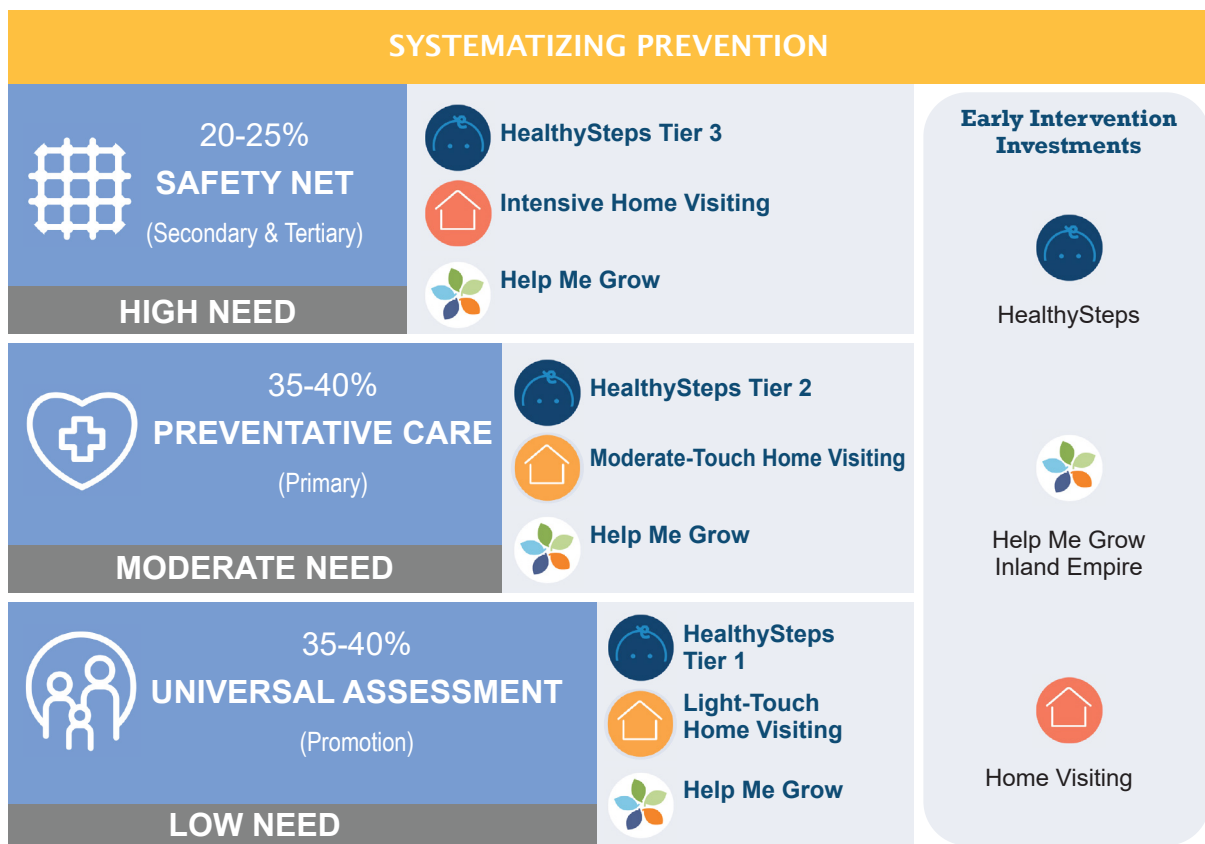 SYSTEMATIZING PREVENTION
20-25%
SAFETY NET
(Secondary & Tertiary)
HIGH NEED
HealthySteps Tier 3
Intensive Home Visiting
Help Me Grow
35-40%
PREVENTATIVE CARE
(Primary)
MODERATE NEED
HealthySteps Tier 2
Moderate-Touch Home Visiting
Help Me Grow
35-40%
UNIVERSAL ASSESSMENT
(Promotion)
LOW NEED
HealthySteps
Tier 1
Light-Touch
Home Visiting
Help Me Grow
Early Intervention
Investments
HealthySteps
Help Me Grow
Inland Empire
Home Visiting